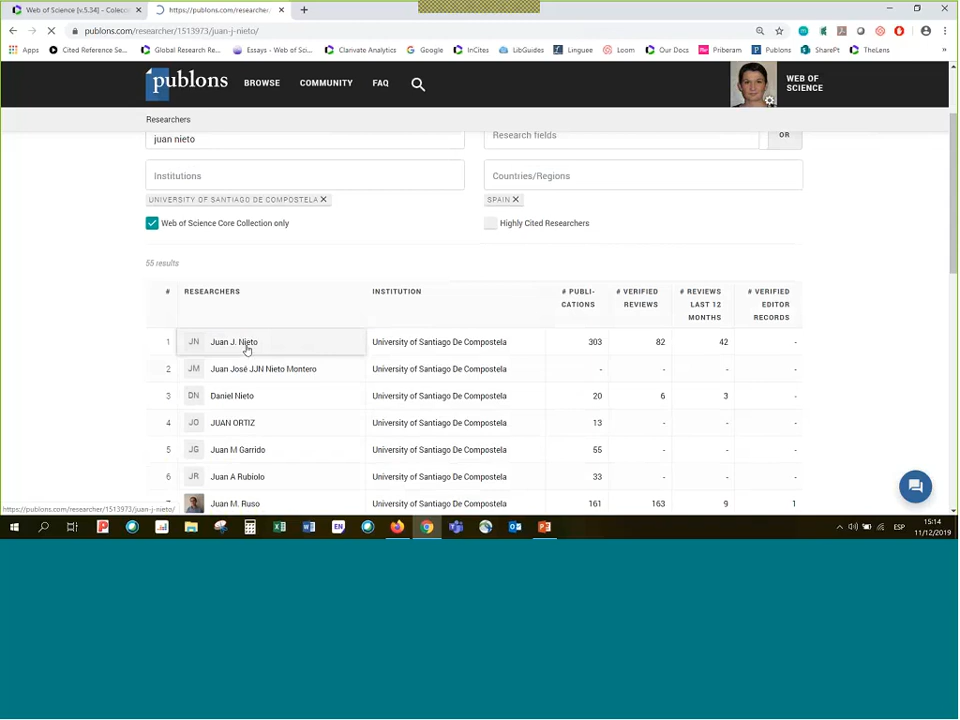 Web of Science [v.5.34] - Colecc
https://publons.com/researcher
publons.com/researcher/1513973/juan-j-nieto/
Apps
Cited Reference Se...
Global Research Re...
Essays - Web of Sci...
Clarivate Analytics
Google
InCites
LibGuides
Linguee
Loom
Our Docs
Priberam
Publons
SharePt
TheLens
publons
BROWSE
COMMUNITY
FAQ
WEB OF
SCIENCE
Researchers
juan nieto
Research fields
OR
Institutions
Countries/Regions
UNIVERSITY OF SANTIAGO DE COMPOSTELA
SPAIN
Web of Science Core Collection only
Highly Cited Researchers
55 results
# RESEARCHERS INSTITUTION # PUBLI-CATIONS # VERIFIED REVIEWS # REVIEWS LAST 12 MONTHS # VERIFIED EDITOR RECORDS
1 JN Juan J. Nieto University of Santiago De Compostela 303 82 42 -
2 JM Juan José JJN Nieto Montero University of Santiago De Compostela - - - -
3 DN Daniel Nieto University of Santiago De Compostela 20 6 3 -
4 JO JUAN ORTIZ University of Santiago De Compostela 13 - - -
5 JG Juan M Garrido University of Santiago De Compostela 55 - - -
6 JR Juan A Rubiolo University of Santiago De Compostela 33 - - -
Juan M. Ruso University of Santiago De Compostela 161 163 9 1
https://publons.com/researcher/1513973/juan-j-nieto/
EN
ESP
15:14
11/12/2019